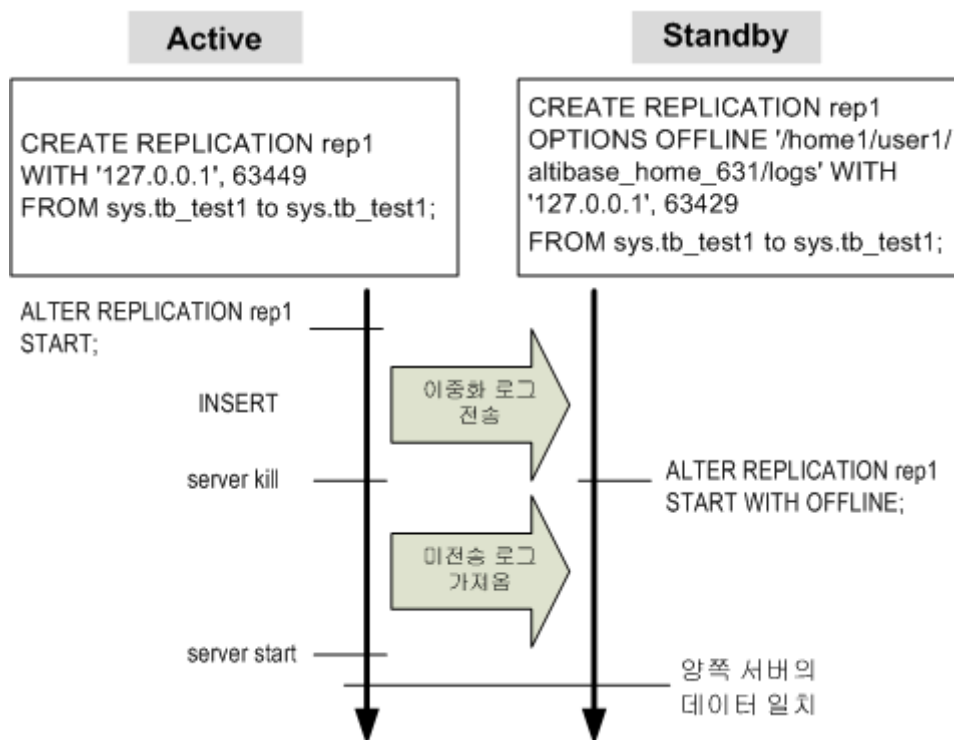 Active
Standby
CREATE REPLICATION rep1
WITH '127.0.0.1', 63449
FROM sys.tb_test1 to sys.tb_test1;
CREATE REPLICATION rep1
OPTIONS OFFLINE '/home1/user1/
altibase_home_631/logs' WITH
'127.0.0.1', 63429
FROM sys.tb_test1 to sys.tb_test1;
ALTER REPLICATION rep1
START;
이중화 로그
전송
INSERT
server kill
ALTER REPLICATION rep1
START WITH OFFLINE;
미전송 로그
가져옴
server start
양쪽 서버의
데이터 일치